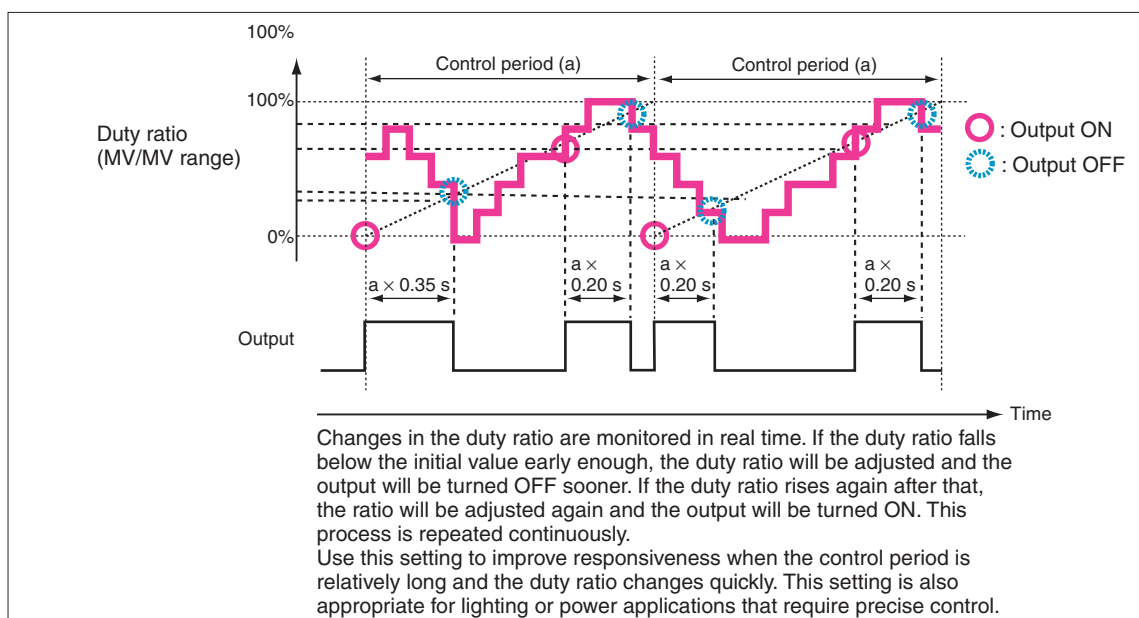 100%
Control period (a)
Control period (a)
100%
Duty ratio
(MV/MV range)
: Output ON
: Output OFF
0%
a × 0.35 s
a ×
0.20 s
a ×
0.20 s
a ×
0.20 s
Output
Time
Changes in the duty ratio are monitored in real time. If the duty ratio falls
below the initial value early enough, the duty ratio will be adjusted and the
output will be turned OFF sooner. If the duty ratio rises again after that,
the ratio will be adjusted again and the output will be turned ON. This
process is repeated continuously.
Use this setting to improve responsiveness when the control period is
relatively long and the duty ratio changes quickly. This setting is also
appropriate for lighting or power applications that require precise control.